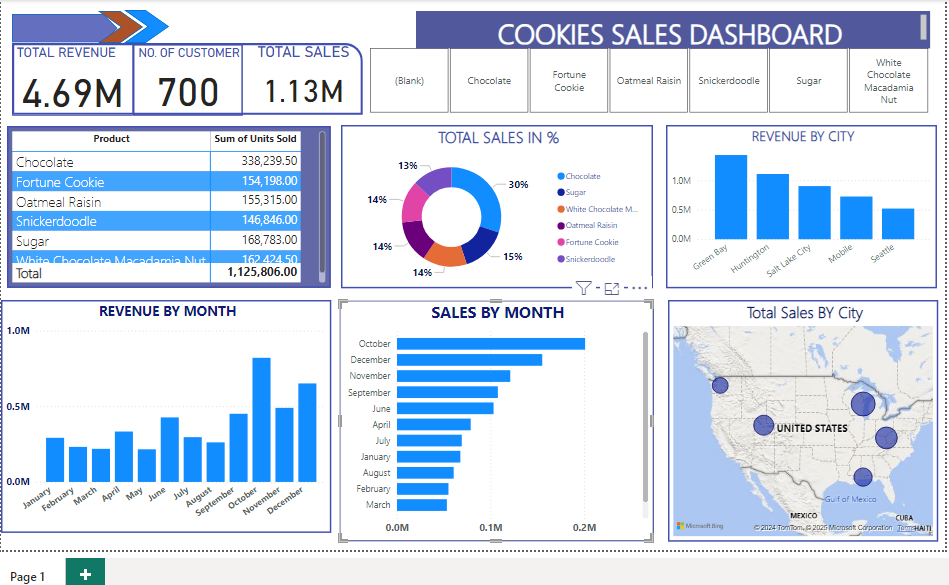 COOKIES SALES DASHBOARD
TOTAL REVENUE
4.69M
NO. OF CUSTOMER
700
TOTAL SALES
1.13M
(Blank)
Chocolate
Fortune
Cookie
Oatmeal Raisin
Snickerdoodle
Sugar
White
Chocolate
Macadamia
Nut
Product Sum of Units Sold
Chocolate 338,239.50
Fortune Cookie 154,198.00
Oatmeal Raisin 155,315.00
Snickerdoodle 146,846.00
Sugar 168,783.00
White Chocolate Macadamia Nut 162,424.50
Total 1,125,806.00
TOTAL SALES IN %
13%
30%
14%
14%
14%
15%
Chocolate
Sugar
White Chocolate M...
Oatmeal Raisin
Fortune Cookie
Snickerdoodle
REVENUE BY CITY
1.0M
0.5M
0.0M
Green Bay
Huntington
Salt Lake City
Mobile
Seattle
REVENUE BY MONTH
1.0M
0.5M
0.0M
January
February
March
April
May
June
July
August
September
October
November
December
SALES BY MONTH
October
December
November
September
June
April
July
January
August
February
March
0.0M 0.1M 0.2M
Total Sales BY City
UNITED STATES
Gulf of Mexico
MEXICO
CUBA
HAITI
Microsoft Bing
© 2024 TomTom, © 2025 Microsoft Corporation Terms
Page 1
+